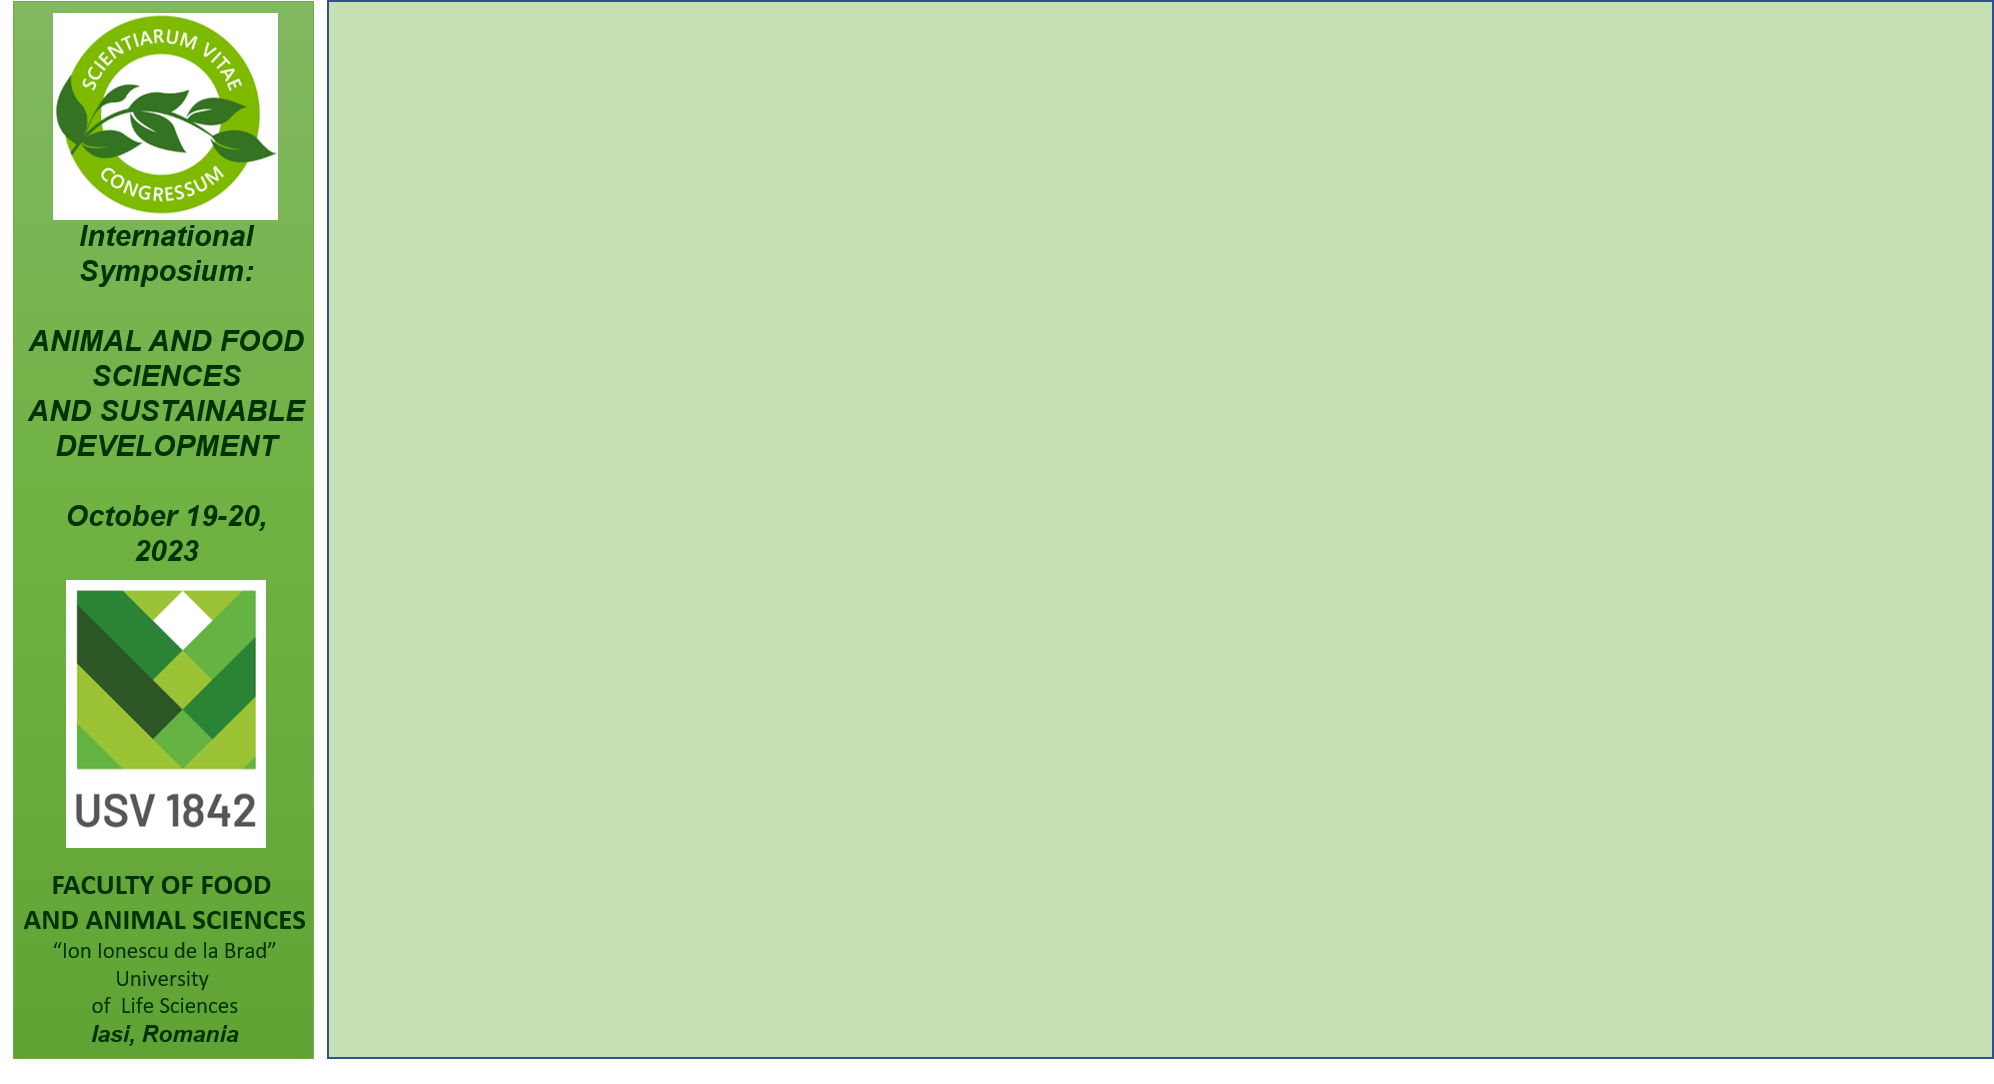 SCIENTIARUM VITAE
CONGRESSUM
International
Symposium:
ANIMAL AND FOOD
SCIENCES
AND SUSTAINABLE
DEVELOPMENT
October 19-20,
2023
USV 1842
FACULTY OF FOOD
AND ANIMAL SCIENCES
“Ion Ionescu de la Brad”
University
of Life Sciences
Iasi, Romania